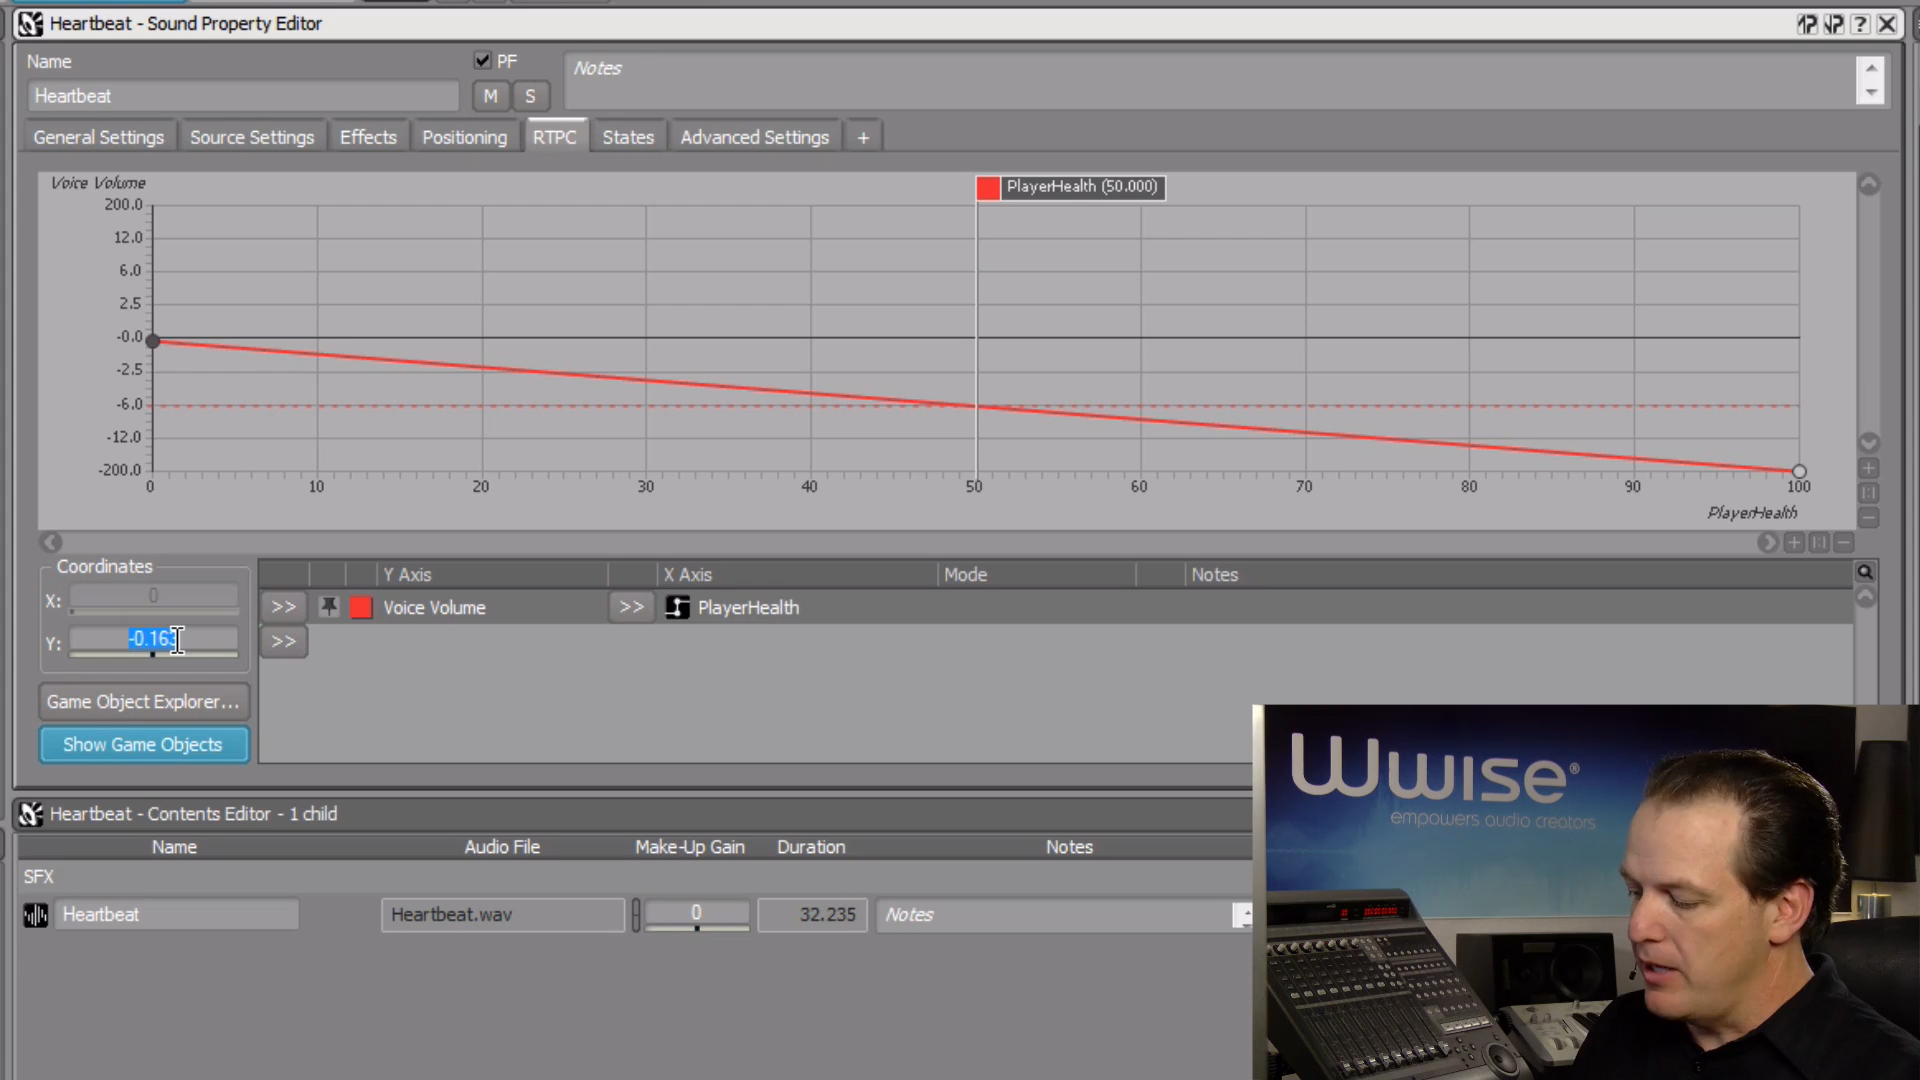 Heartbeat - Sound Property Editor
Name
PF
Notes
Heartbeat
M
S
General Settings
Source Settings
Effects
Positioning
RTPC
States
Advanced Settings
+
Voice Volume
PlayerHealth (50.000)
200.0
12.0
6.0
2.5
-0.0
-2.5
-6.0
-12.0
-200.0
0 10 20 30 40 50 60 70 80 90 100
PlayerHealth
Coordinates
Y Axis
X Axis
Mode
Notes
X: 0
>> Voice Volume >> PlayerHealth
Y: -0.163
>>
Game Object Explorer...
Show Game Objects
Heartbeat - Contents Editor - 1 child
Name
Audio File
Make-Up Gain
Duration
Notes
SFX
Heartbeat
Heartbeat.wav
0
32.235
Notes
Wwise®
empowers audio creators